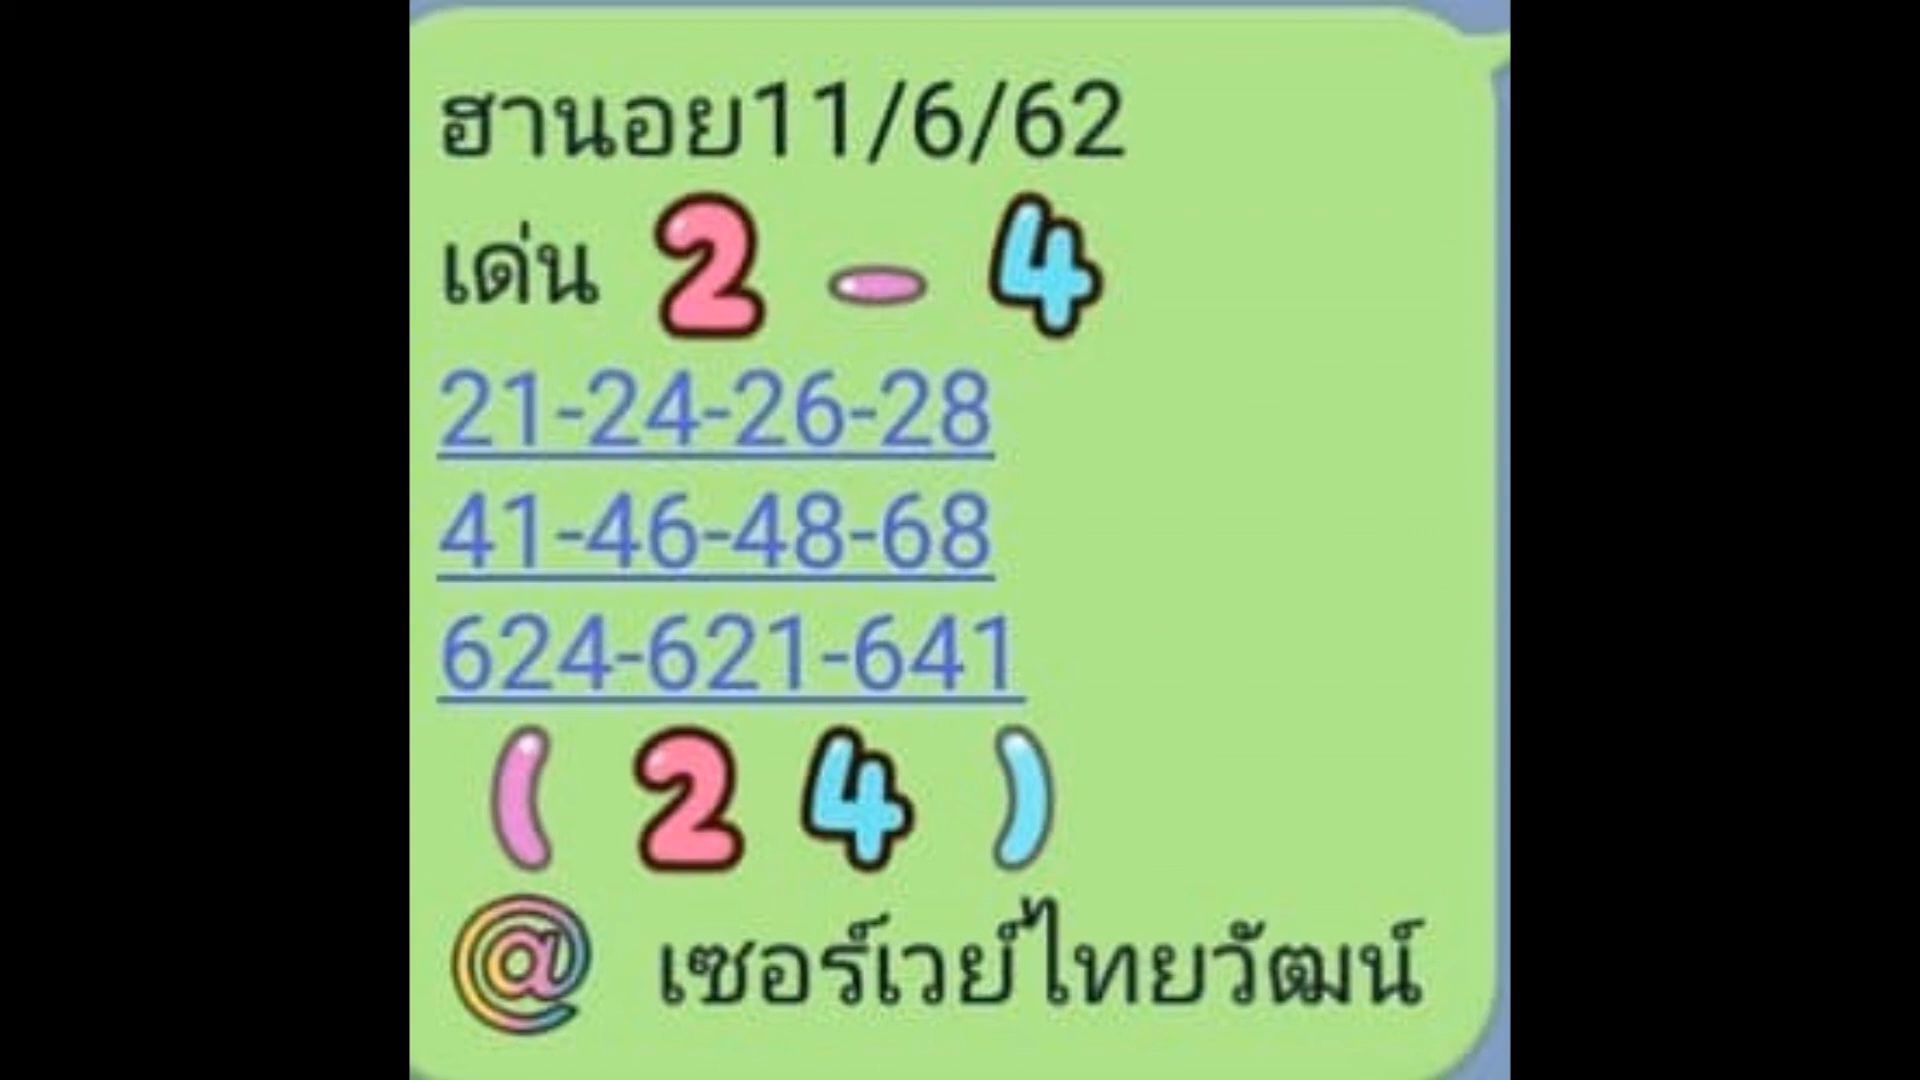 ฮานอย11/6/62
เด่น 2 - 4
21-24-26-28
41-46-48-68
624-621-641
( 2 4 )
@ เซอร์เวย์ไทยวัฒน์